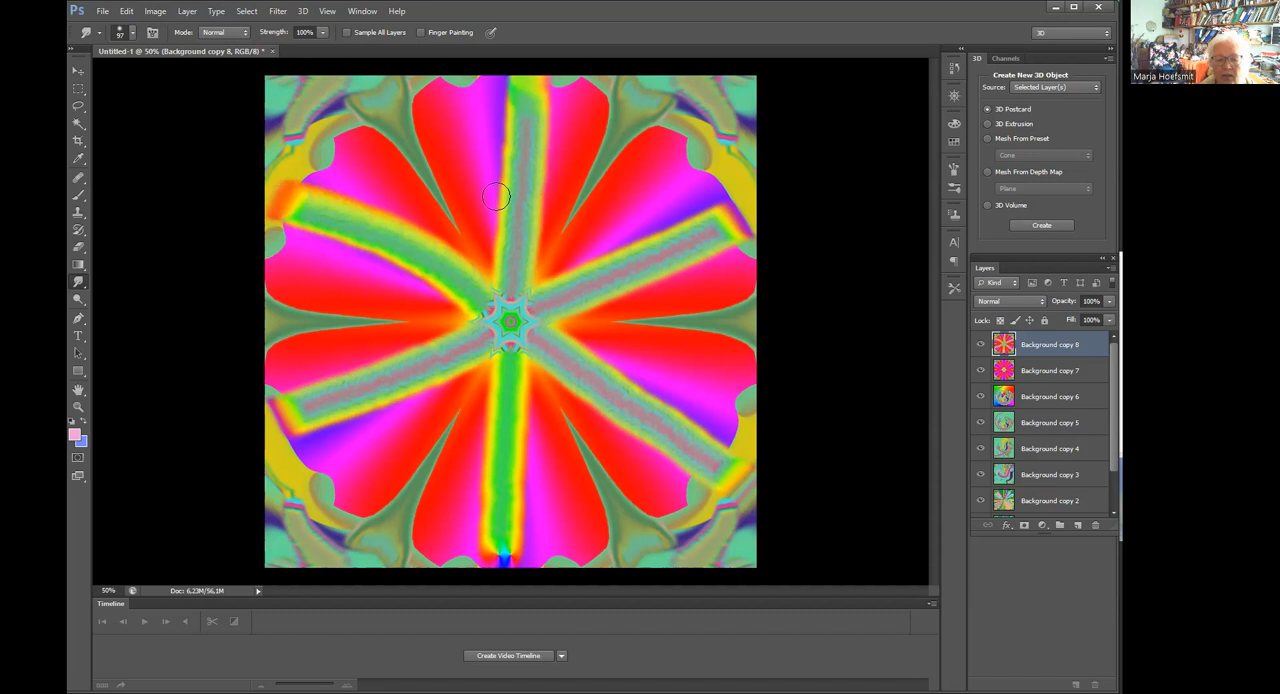 Ps File Edit Image Layer Type Select Filter 3D View Window Help
97 Mode: Normal Strength: 100% Sample All Layers Finger Painting 3D
Untitled-1 @ 50% (Background copy 8, RGB/8) * ×
Marja Hoefsmit
3D Channels
Create New 3D Object
Source: Selected Layer(s)
3D Postcard
3D Extrusion
Mesh From Preset
Cone
Mesh From Depth Map
Plane
3D Volume
Create
Layers
Kind
Normal Opacity: 100%
Lock: Fill: 100%
Background copy 8
Background copy 7
Background copy 6
Background copy 5
Background copy 4
Background copy 3
Background copy 2
50% Doc: 6,23M/56,1M
Timeline
Create Video Timeline